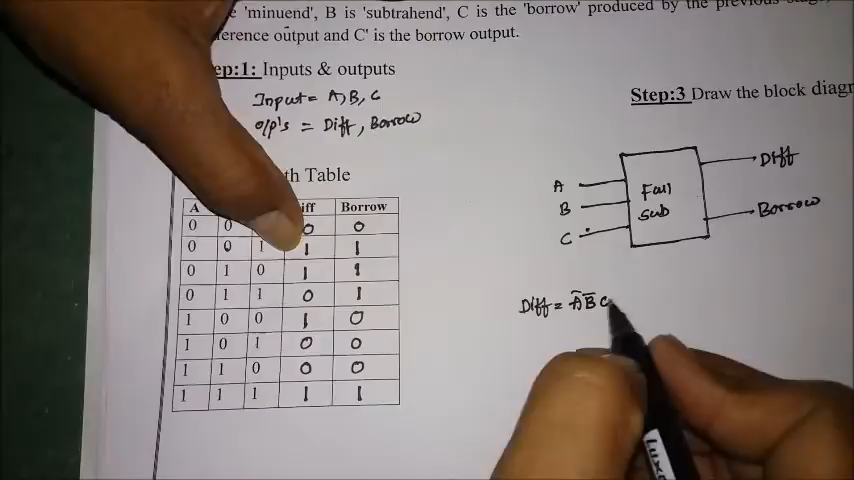 'minuend', B is 'subtrahend', C is the 'borrow' produced by the previous
ference output and C' is the borrow output.
ep:1: Inputs & outputs
Input = A, B, C
o/p's = Diff, Borrow
Step:3 Draw the block diagr
Diff
A
B
C
Full
sub
Borrow
th Table
A iff Borrow
0 0 0 0
0 0 1 1 1
0 1 0 1 1
0 1 1 0 1
1 0 0 1 0
1 0 1 0 0
1 1 0 0 0
1 1 1 1 1
Diff = A̅ B̅ C
LUXO